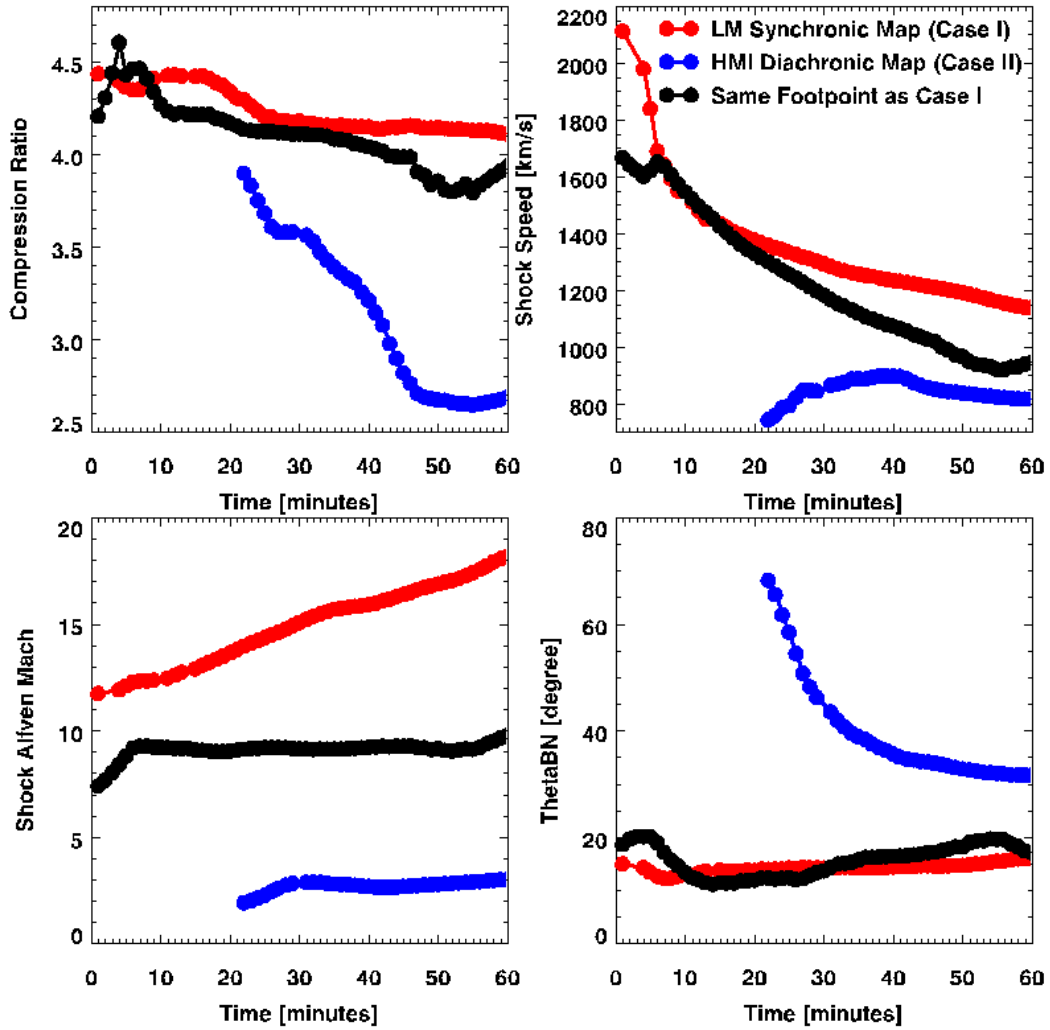 4.5
4.0
3.5
3.0
2.5
Compression Ratio
0 10 20 30 40 50 60
Time [minutes]
2200
2000
1800
1600
1400
1200
1000
800
Shock Speed [km/s]
LM Synchronic Map (Case I)
HMI Diachronic Map (Case II)
Same Footpoint as Case I
0 10 20 30 40 50 60
Time [minutes]
20
15
10
5
0
Shock Alfven Mach
0 10 20 30 40 50 60
Time [minutes]
80
60
40
20
0
ThetaBN [degree]
0 10 20 30 40 50 60
Time [minutes]